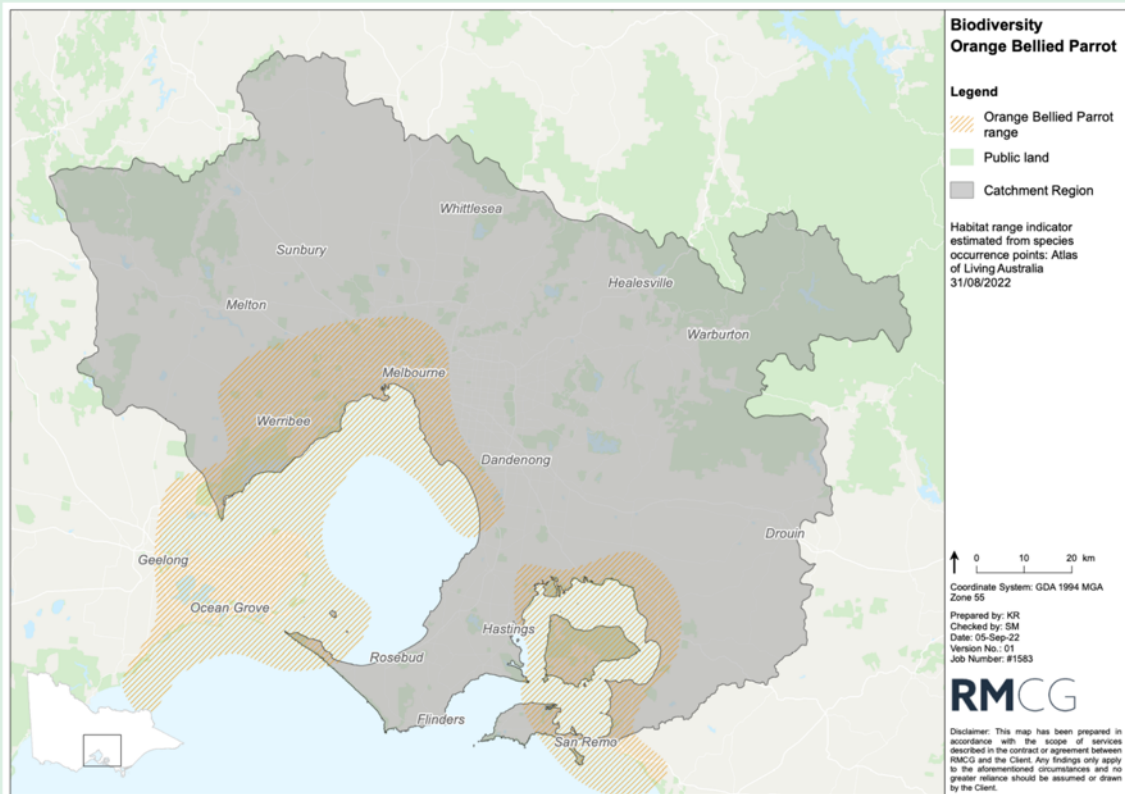 Biodiversity
Orange Bellied Parrot
Legend
Orange Bellied Parrot
range
Public land
Catchment Region
Habitat range indicator
estimated from species
occurrence points: Atlas
of Living Australia
31/08/2022
Whittlesea
Sunbury
Healesville
Melton
Warburton
Melbourne
Werribee
Dandenong
Drouin
Geelong
Ocean Grove
Hastings
Rosebud
Flinders
San Remo
0 10 20 km
Coordinate System: GDA 1994 MGA
Zone 55
Prepared by: KR
Checked by: SM
Date: 05-Sep-22
Version No.: 01
Job Number: #1583
RMCG
Disclaimer: This map has been prepared in
accordance with the scope of services
described in the contract or agreement between
RMCG and the Client. Any findings only apply
to the aforementioned circumstances and no
greater reliance should be assumed or drawn
by the Client.